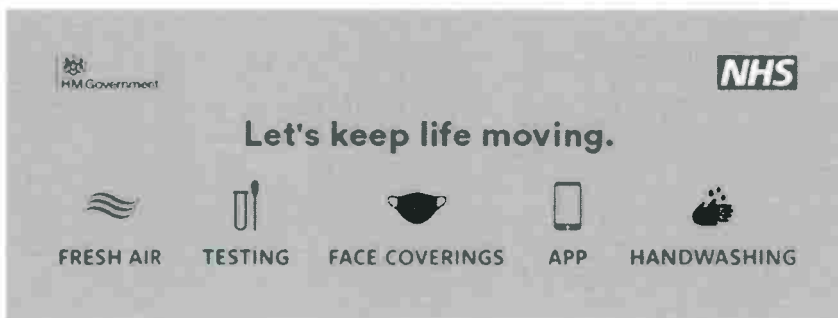 HM Government
NHS
Let's keep life moving.
FRESH AIR
TESTING
FACE COVERINGS
APP
HANDWASHING